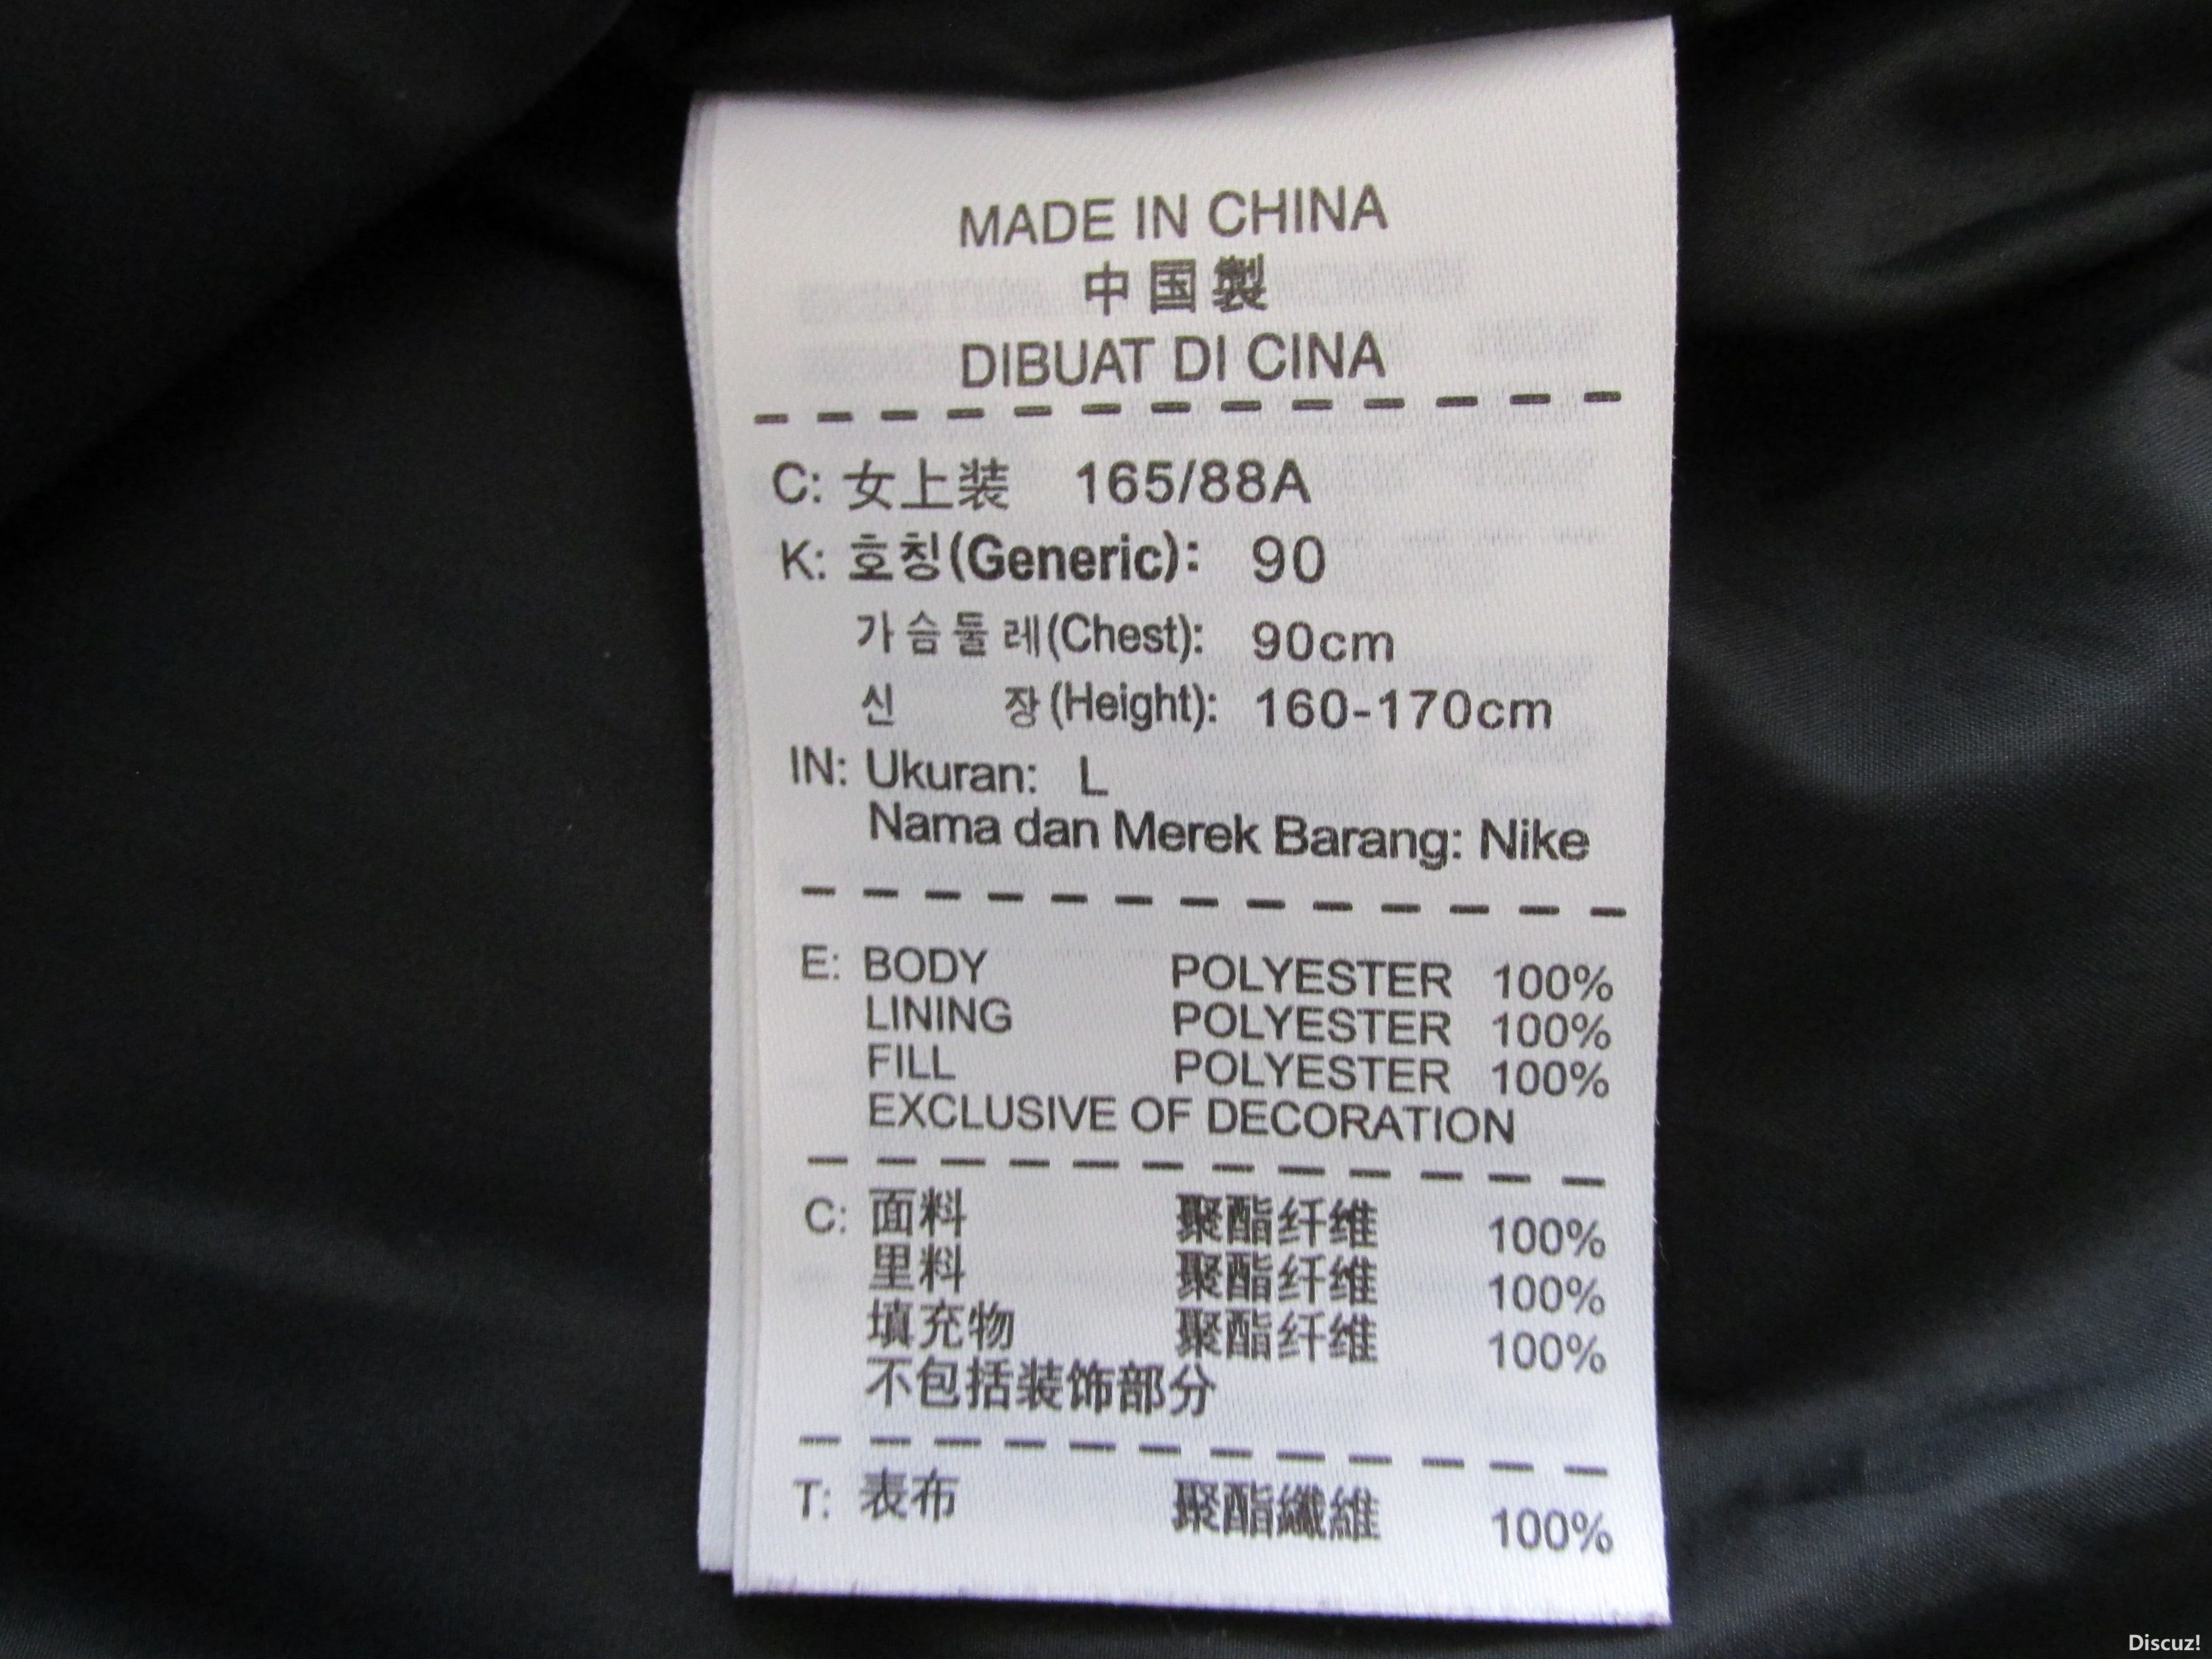 MADE IN CHINA
中国製
DIBUAT DI CINA
C: 女上装 165/88A
K: 호칭(Generic): 90
가슴둘레(Chest): 90cm
신 장(Height): 160-170cm
IN: Ukuran: L
Nama dan Merek Barang: Nike
E: BODY POLYESTER 100%
LINING POLYESTER 100%
FILL POLYESTER 100%
EXCLUSIVE OF DECORATION
C: 面料 聚酯纤维 100%
里料 聚酯纤维 100%
填充物 聚酯纤维 100%
不包括装饰部分
T: 表布 聚酯纖維 100%
Discuz!